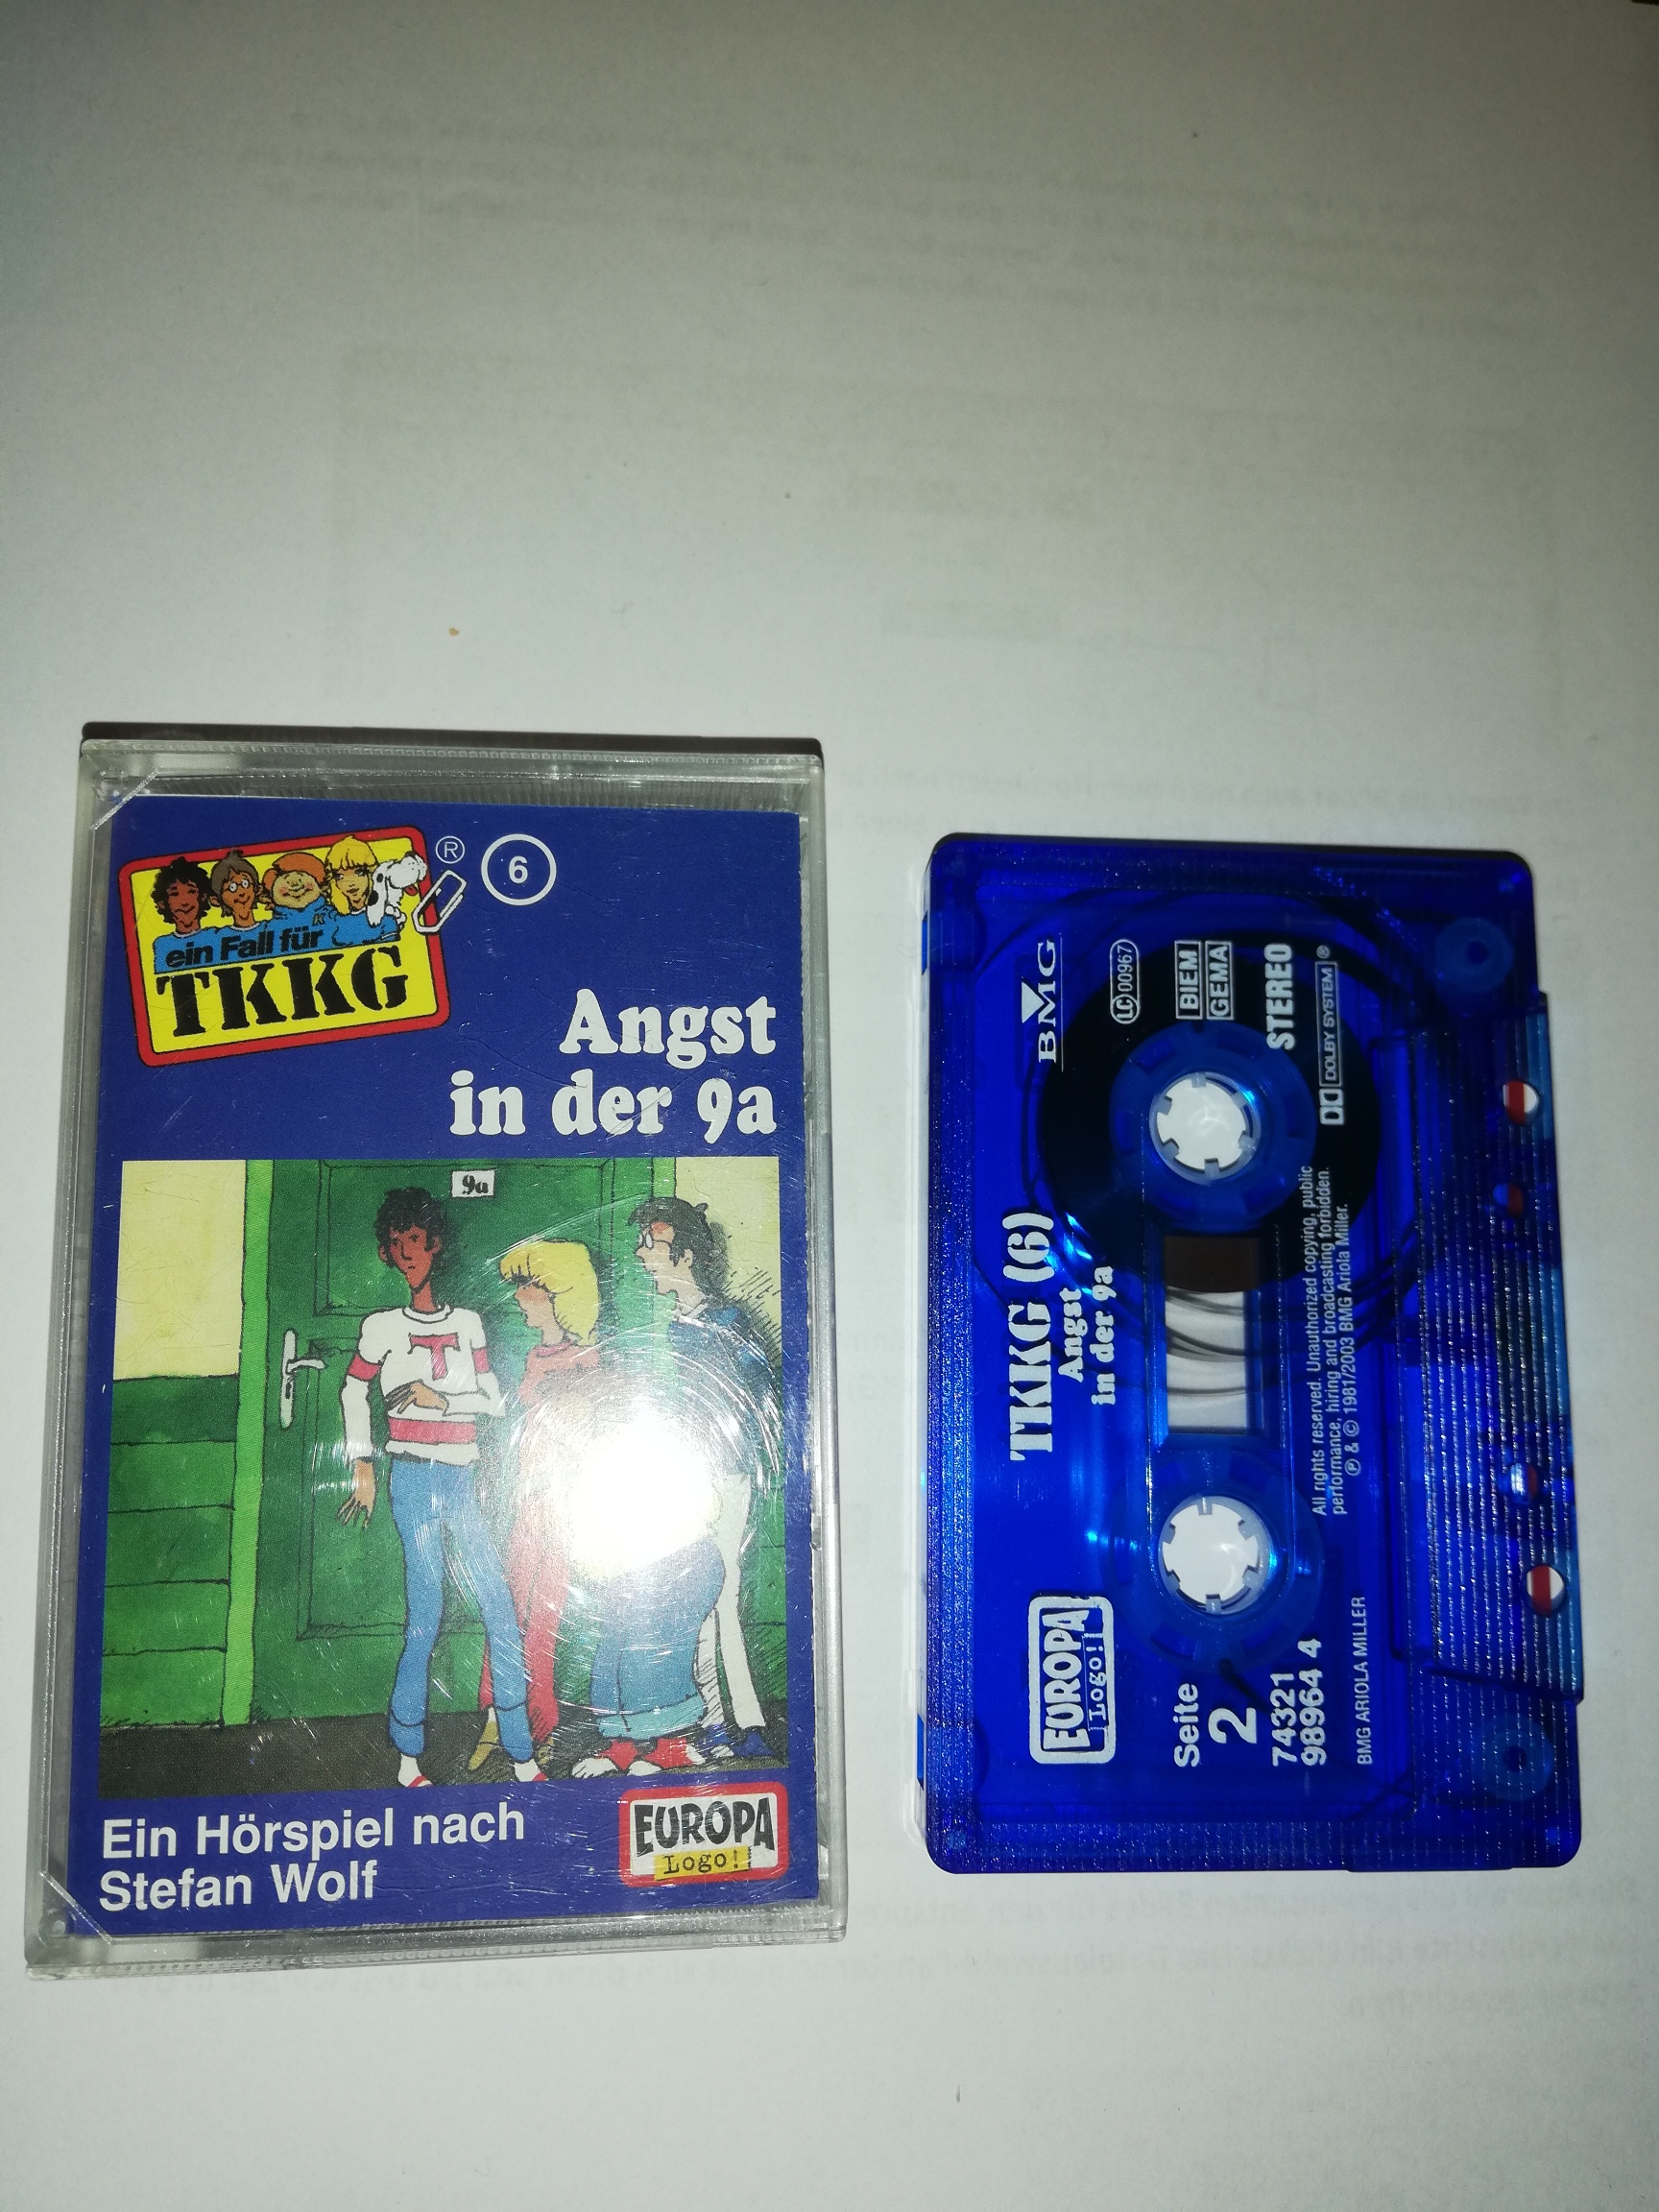 ein Fall für
TKKG
®
6
Angst
in der 9a
9a
T
K
Ein Hörspiel nach
Stefan Wolf
EUROPA
Logo!
TKKG (6)
Angst
in der 9a
BMG
LC 00967
BIEM
GEMA
STEREO
DOLBY SYSTEM ®
EUROPA
Logo!
Seite
2
74321
98964 4
BMG ARIOLA MILLER
All rights reserved. Unauthorized copying, public
performance, hiring and broadcasting forbidden.
℗ & © 1981/2003 BMG Ariola Miller.